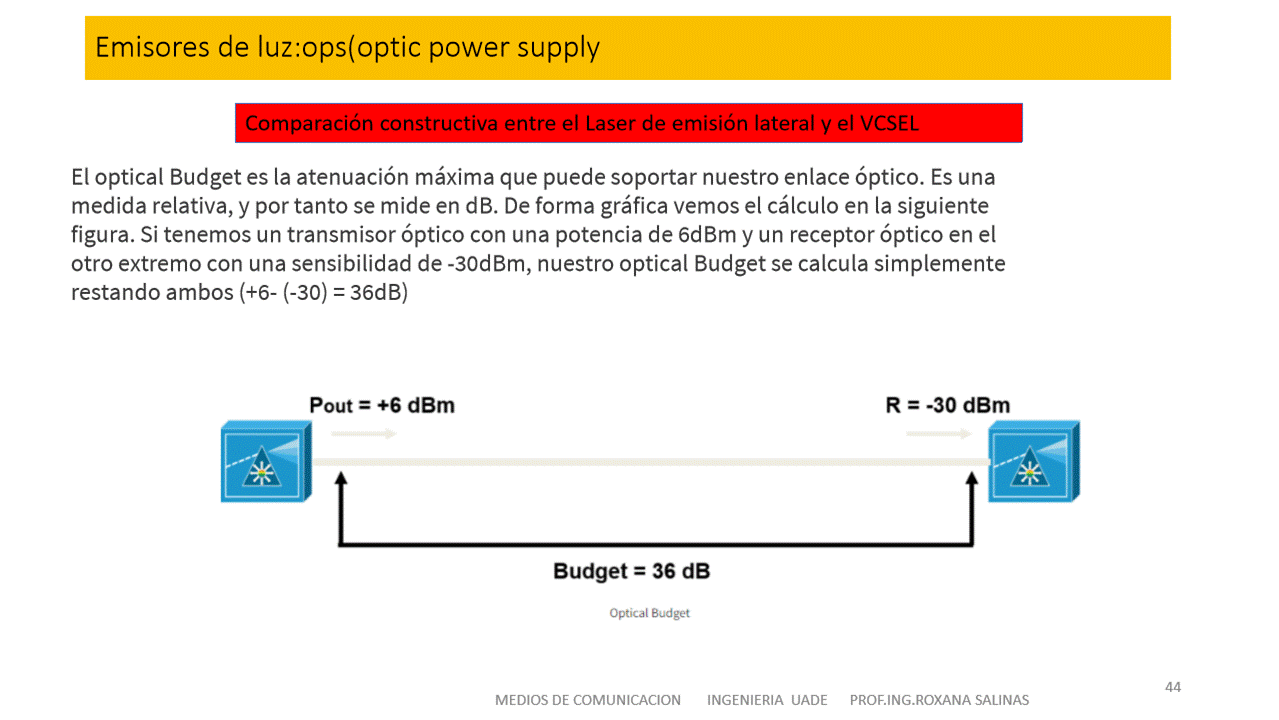 Emisores de luz:ops(optic power supply
Comparación constructiva entre el Laser de emisión lateral y el VCSEL
El optical Budget es la atenuación máxima que puede soportar nuestro enlace óptico. Es una
medida relativa, y por tanto se mide en dB. De forma gráfica vemos el cálculo en la siguiente
figura. Si tenemos un transmisor óptico con una potencia de 6dBm y un receptor óptico en el
otro extremo con una sensibilidad de -30dBm, nuestro optical Budget se calcula simplemente
restando ambos (+6- (-30) = 36dB)
Pout = +6 dBm
R = -30 dBm
Budget = 36 dB
Optical Budget
44
MEDIOS DE COMUNICACION INGENIERIA UADE PROF.ING.ROXANA SALINAS